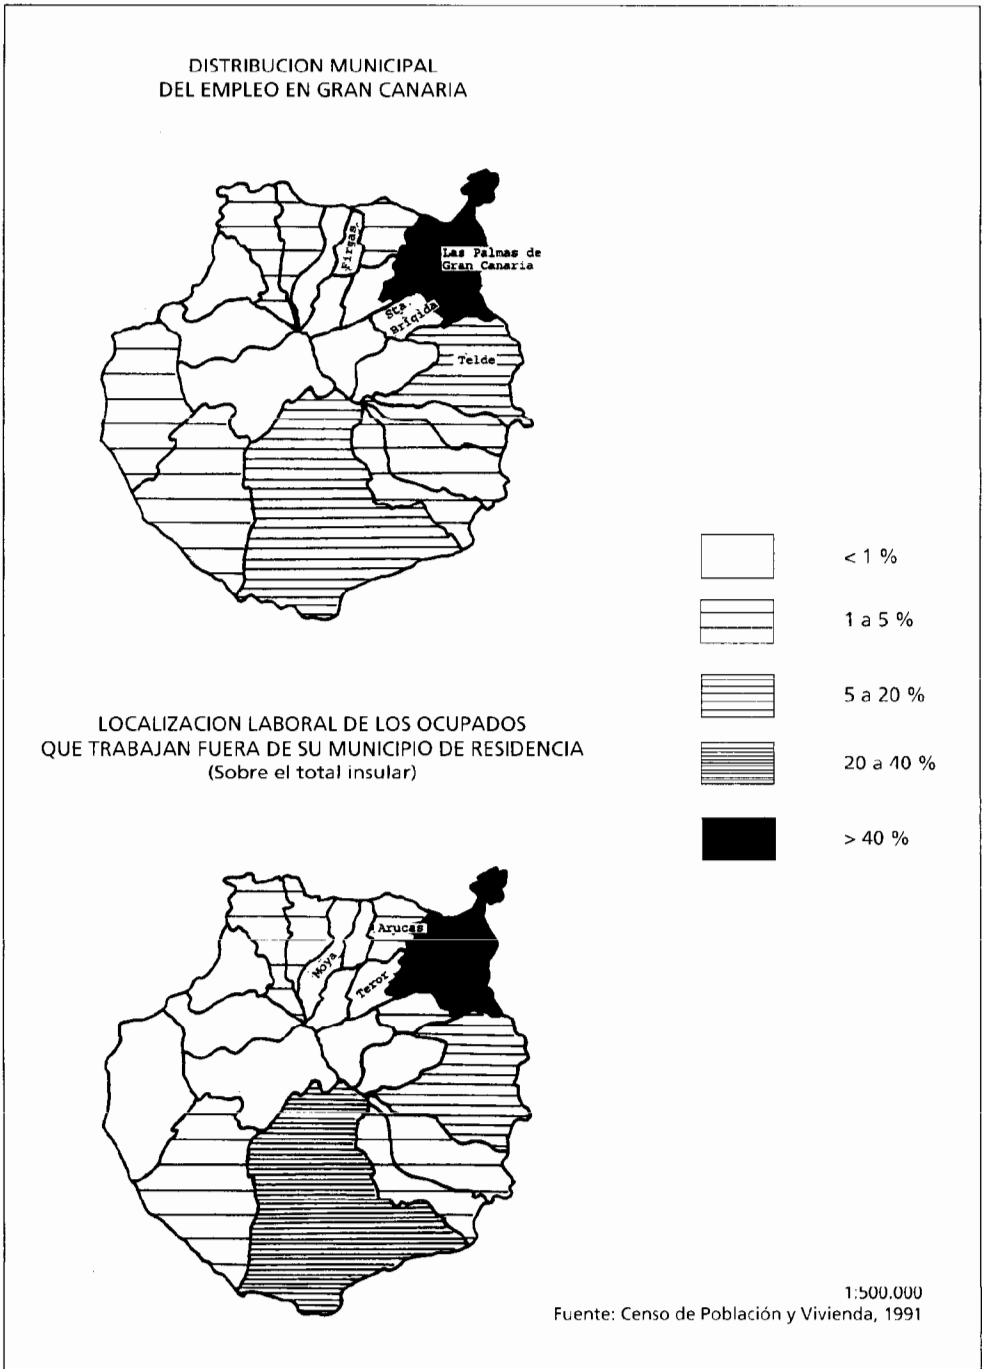 DISTRIBUCION MUNICIPAL
DEL EMPLEO EN GRAN CANARIA
Firgas
Las Palmas de
Gran Canaria
Sta.
Brigida
Telde
< 1 %
1 a 5 %
5 a 20 %
20 a 40 %
> 40 %
LOCALIZACION LABORAL DE LOS OCUPADOS
QUE TRABAJAN FUERA DE SU MUNICIPIO DE RESIDENCIA
(Sobre el total insular)
Arucas
Moya
Teror
1:500.000
Fuente: Censo de Población y Vivienda, 1991